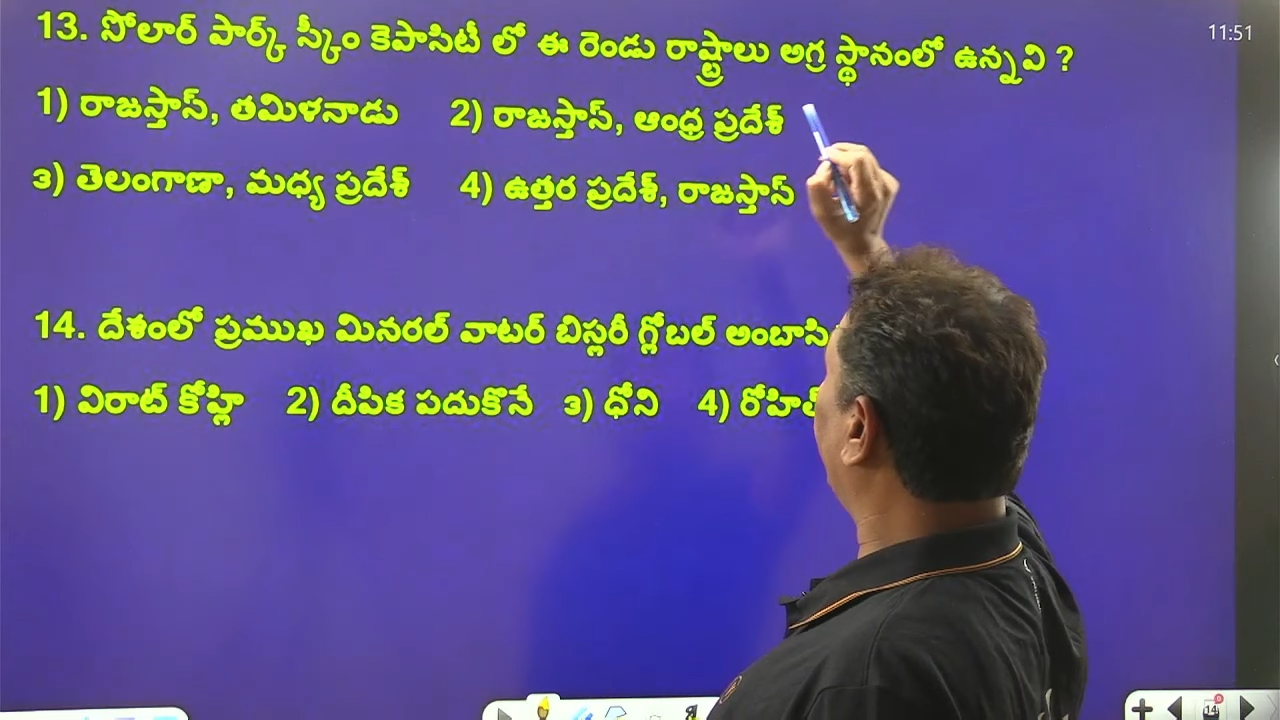 11:51
13. సోలార్ పార్క్ స్కీం కెపాసిటీ లో ఈ రెండు రాష్ట్రాలు అగ్ర స్థానంలో ఉన్నవి ?
1) రాజస్తాన్, తమిళనాడు 2) రాజస్తాన్, ఆంధ్ర ప్రదేశ్
3) తెలంగాణా, మధ్య ప్రదేశ్ 4) ఉత్తర ప్రదేశ్, రాజస్తాన్
14. దేశంలో ప్రముఖ మినరల్ వాటర్ బిస్లరీ గ్లోబల్
1) విరాట్ కోహ్లి 2) దీపిక పదుకొనే 3) ధోని 4)
14